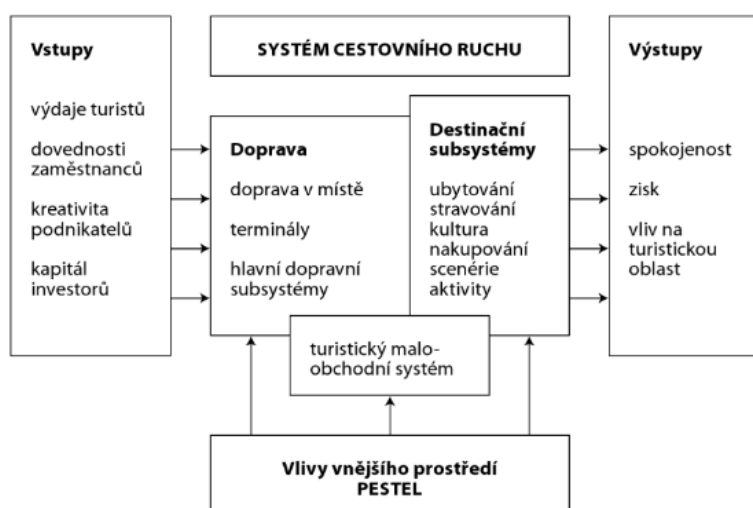 Vstupy
výdaje turistů
dovednosti
zaměstnanců
kreativita
podnikatelů
kapitál
investorů
SYSTÉM CESTOVNÍHO RUCHU
Doprava
doprava v místě
terminály
hlavní dopravní
subsystémy
Destinační
subsystémy
ubytování
stravování
kultura
nakupování
scenérie
aktivity
turistický malo-
obchodní systém
Vlivy vnějšího prostředí
PESTEL
Výstupy
spokojenost
zisk
vliv na
turistickou
oblast